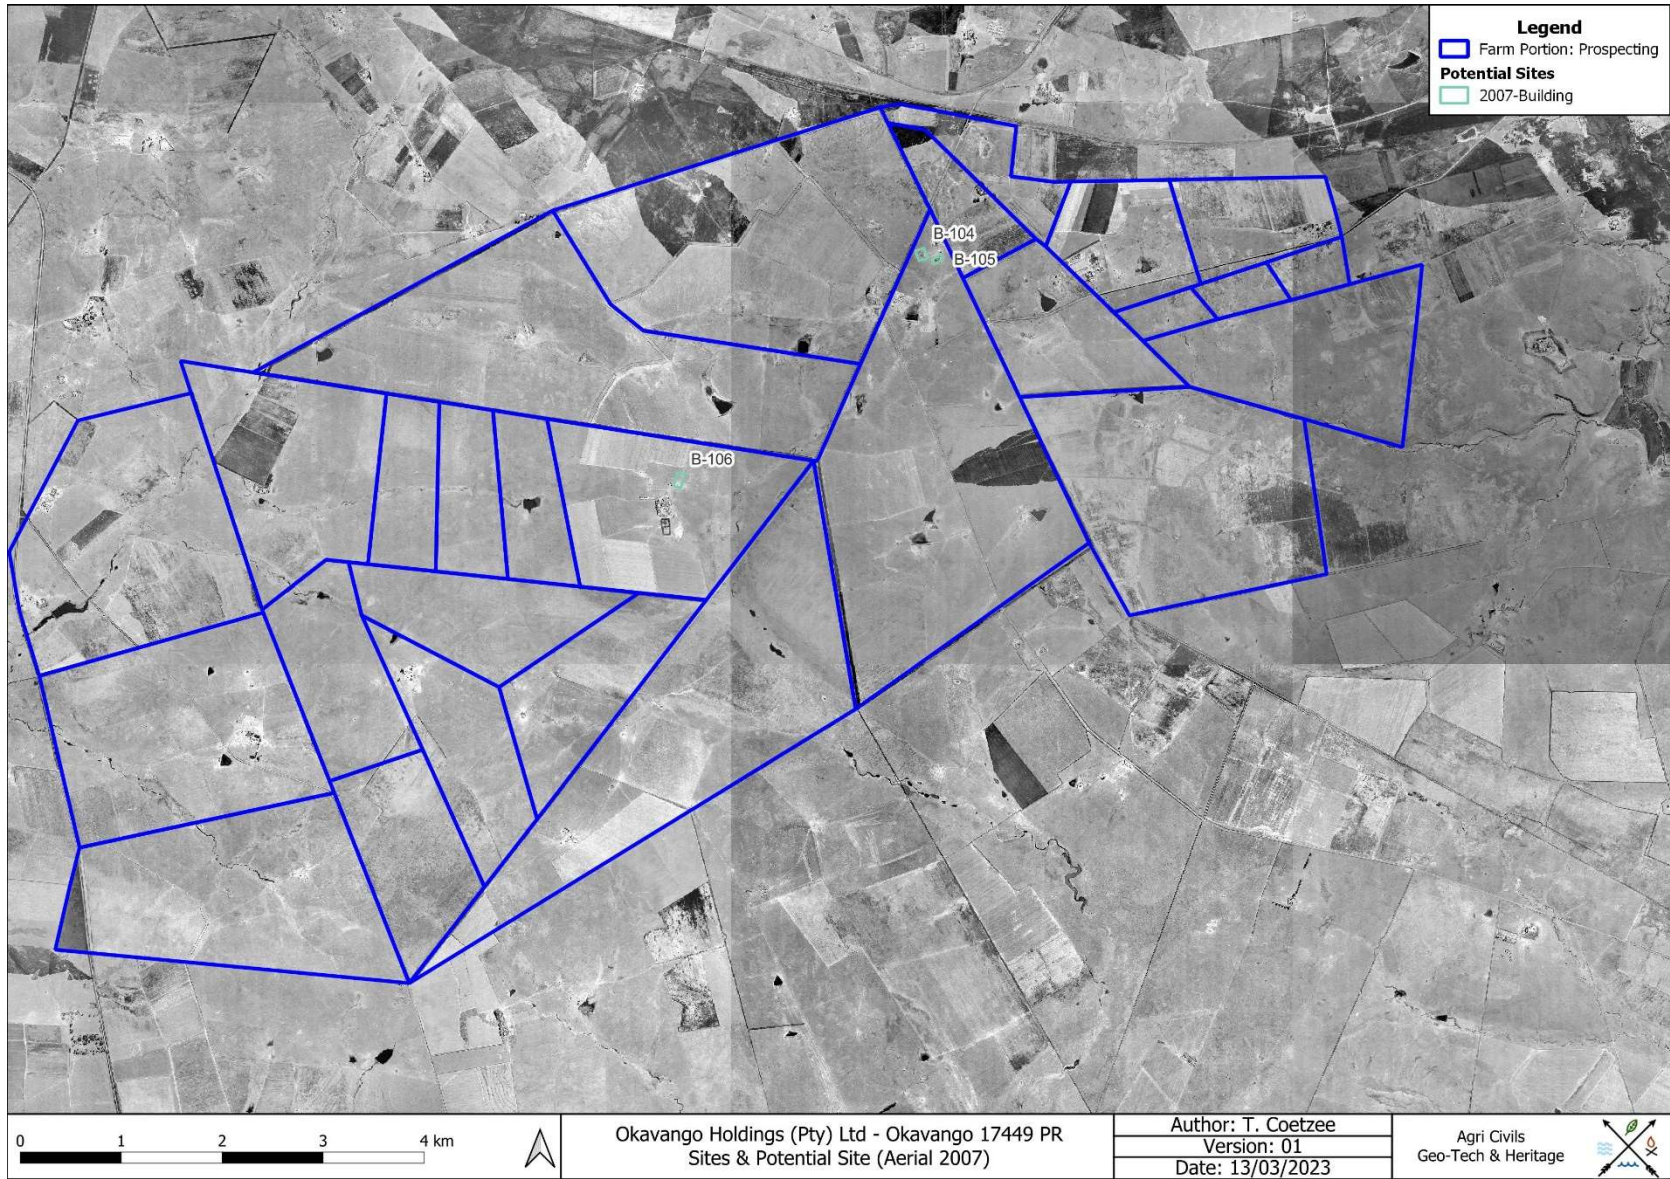 Legend
Farm Portion: Prospecting
Potential Sites
2007-Building
B-104
B-105
B-106
0 1 2 3 4 km
Okavango Holdings (Pty) Ltd - Okavango 17449 PR
Sites & Potential Site (Aerial 2007)
Author: T. Coetzee
Version: 01
Date: 13/03/2023
Agri Civils
Geo-Tech & Heritage